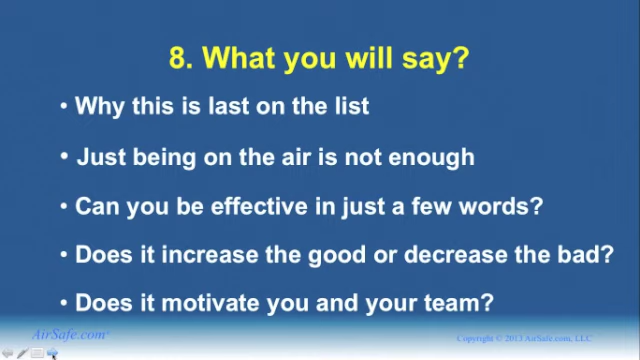 8. What you will say?
• Why this is last on the list
• Just being on the air is not enough
• Can you be effective in just a few words?
• Does it increase the good or decrease the bad?
• Does it motivate you and your team?
AirSafe.com
Copyright © 2013 AirSafe.com, LLC